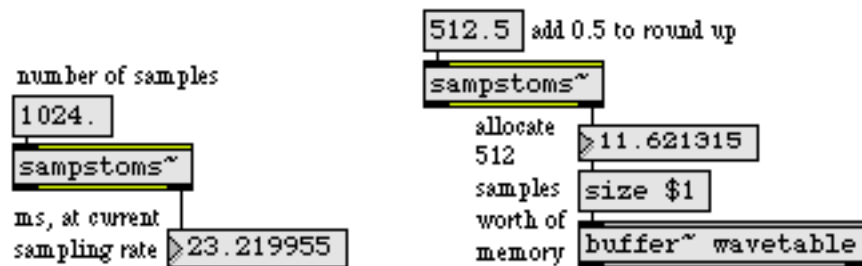 number of samples
1024.
sampstoms~
ms, at current
sampling rate
23.219955
512.5
add 0.5 to round up
sampstoms~
allocate
512
samples
worth of
memory
11.621315
size $1
buffer~ wavetable